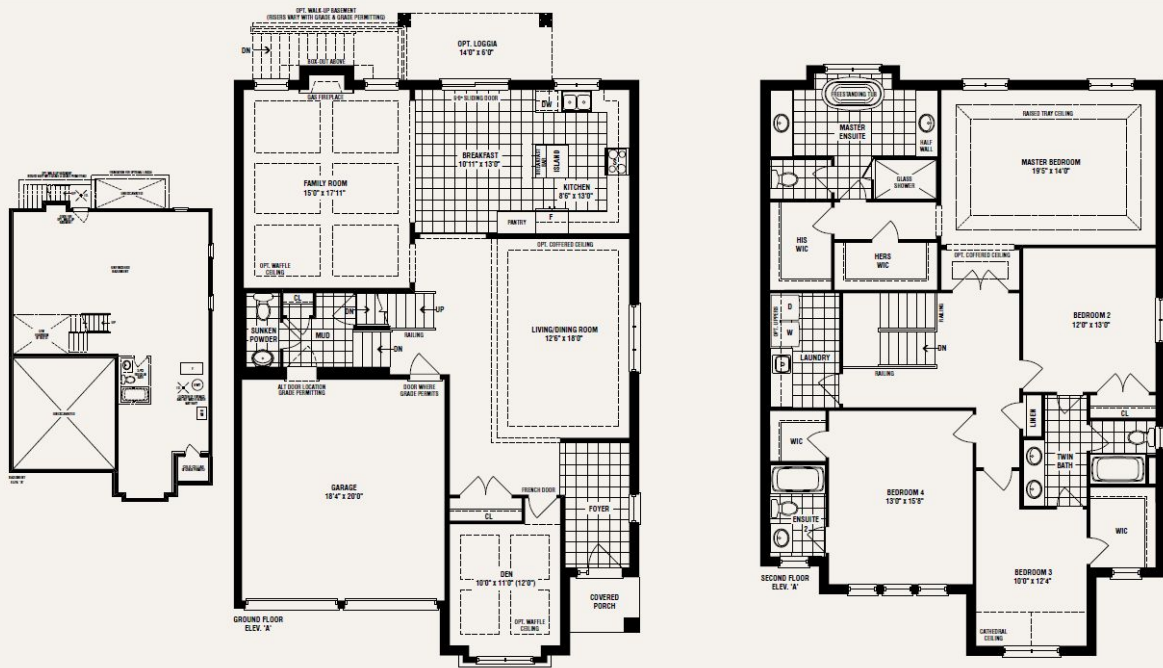 OPT. WALK-UP BASEMENT
(RISERS VARY WITH GRADE & GRADE PERMITTING)
DN
BOX-OUT ABOVE
OPT. LOGGIA
14'0" x 6'0"
GAS FIREPLACE
FAMILY ROOM
15'0" x 17'11"
OPT. WAFFLE
CEILING
SLIDING DOOR
BREAKFAST
10'11" x 13'0"
DW
BREAKFAST
BAR
ISLAND
KITCHEN
8'6" x 13'0"
PANTRY
F
OPT. COFFERED CEILING
LIVING/DINING ROOM
12'6" x 18'0"
CL
SUNKEN
POWDER
MUD
DN
UP
RAILING
DN
ALT DOOR LOCATION
GRADE PERMITTING
DOOR WHERE
GRADE PERMITS
GARAGE
18'4" x 20'0"
FRENCH DOOR
CL
FOYER
DEN
10'0" x 11'0" (12'0")
OPT. WAFFLE
CEILING
COVERED
PORCH
GROUND FLOOR
ELEV. 'A'
FREESTANDING TUB
MASTER
ENSUITE
HALF
WALL
GLASS
SHOWER
RAISED TRAY CEILING
MASTER BEDROOM
19'5" x 14'0"
HIS
WIC
HERS
WIC
OPT. COFFERED CEILING
BEDROOM 2
12'0" x 13'0"
OPT. UPPERS
D
W
LAUNDRY
RAILING
DN
RAILING
LINEN
CL
TWIN
BATH
WIC
BEDROOM 4
13'0" x 15'8"
ENSUITE
2
WIC
BEDROOM 3
10'0" x 12'4"
CATHEDRAL
CEILING
SECOND FLOOR
ELEV. 'A'